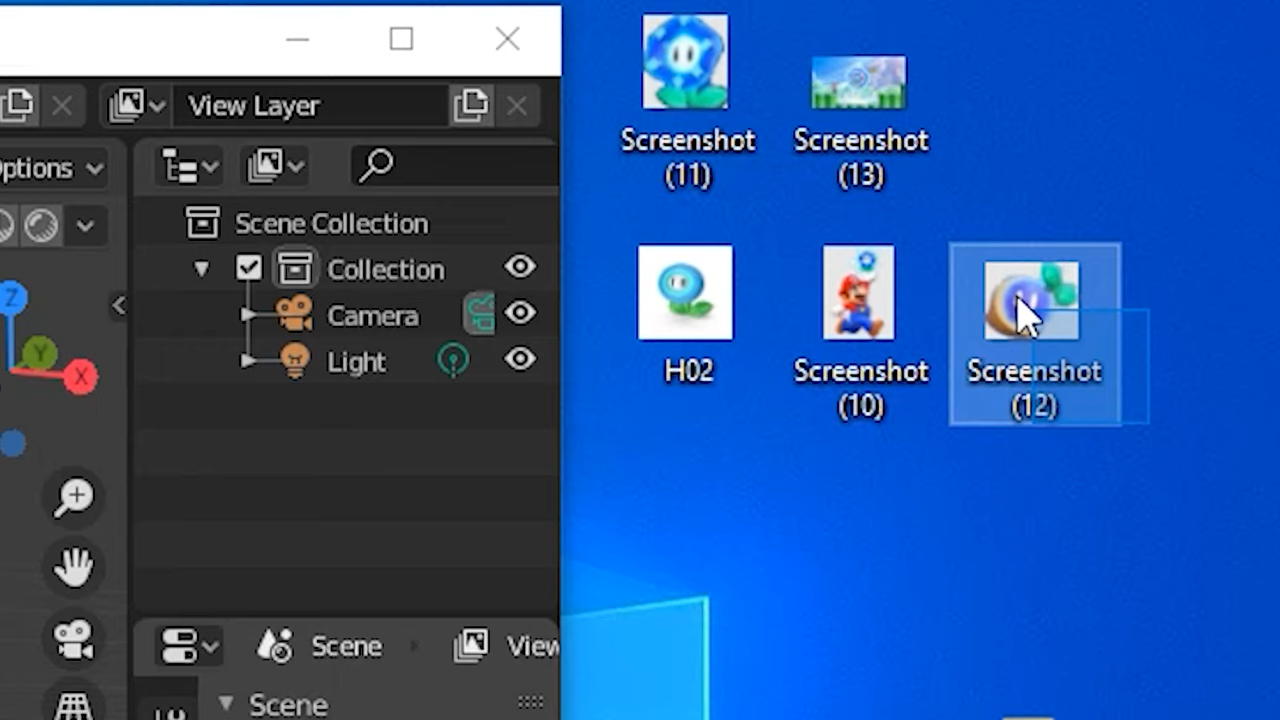 View Layer
ptions
Scene Collection
Collection
Camera
Light
Scene
View
Scene
Z
Y
X
Screenshot
(11)
Screenshot
(13)
H02
Screenshot
(10)
Screenshot
(12)